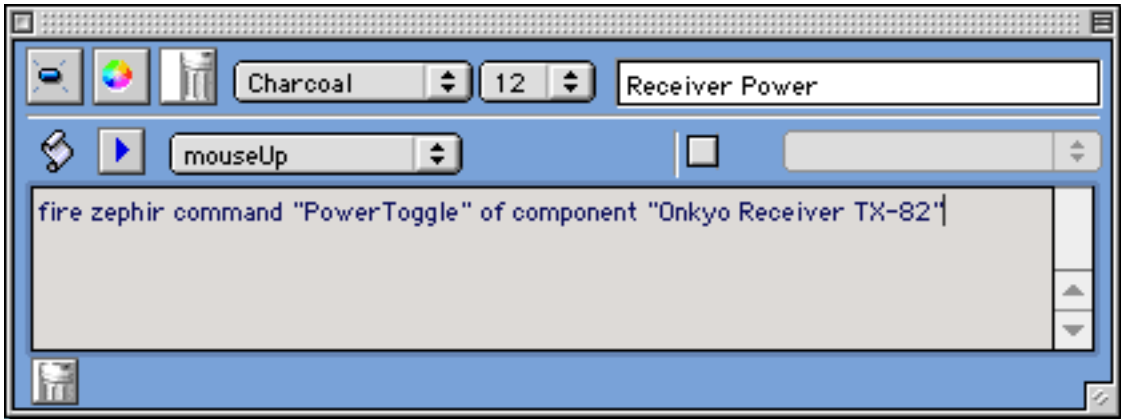 Charcoal 12 Receiver Power
mouseUp
fire zephir command "PowerToggle" of component "Onkyo Receiver TX-82"